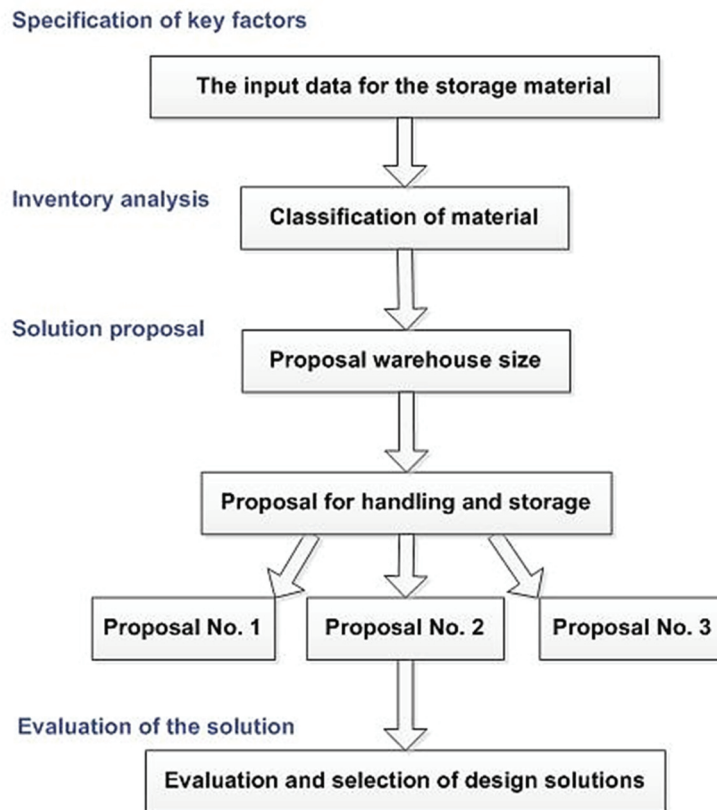 Specification of key factors
The input data for the storage material
Inventory analysis
Classification of material
Solution proposal
Proposal warehouse size
Proposal for handling and storage
Proposal No. 1
Proposal No. 2
Proposal No. 3
Evaluation of the solution
Evaluation and selection of design solutions